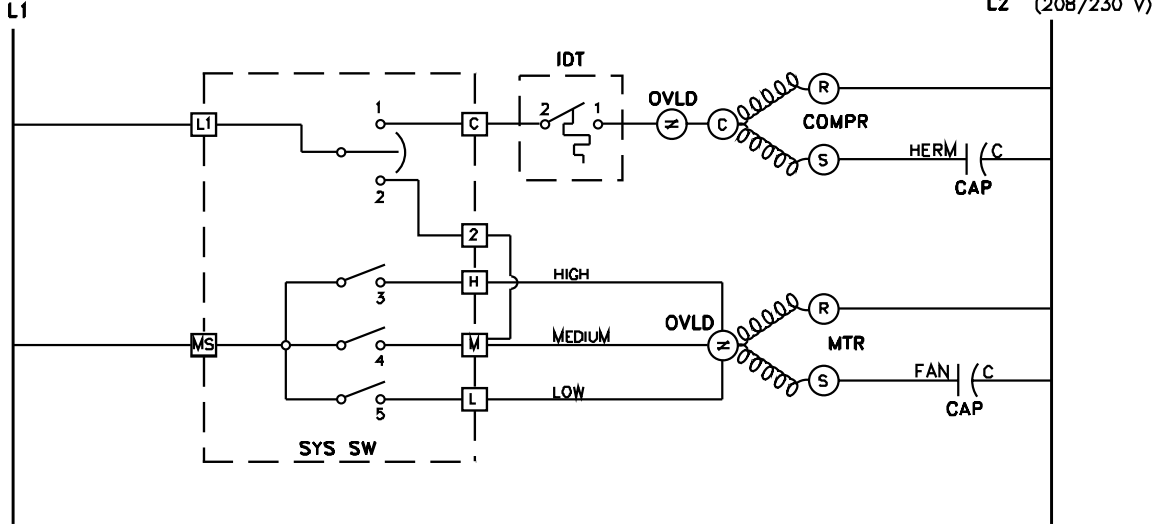 L1
L2 (208/230 V)
IDT
1
2 1
OVLD
R
L1
C
C
COMPR
S
HERM
C
CAP
2
2
H
HIGH
3
R
OVLD
MS
M
MEDIUM
MTR
4
S
FAN
C
CAP
L
LOW
5
SYS SW